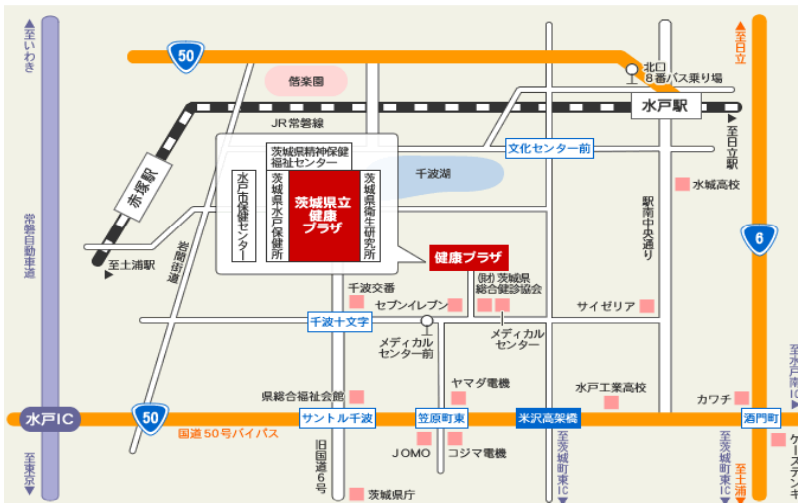 至いわき
50
偕楽園
北口
8番バス乗り場
至日立
水戸駅
JR常磐線
至日立駅
文化センター前
茨城県精神保健
福祉センター
千波湖
水城高校
赤塚駅
水戸市保健センター
茨城県水戸保健所
茨城県立
健康
プラザ
茨城県衛生研究所
駅南中央通り
常磐自動車道
岩間街道
6
至土浦駅
健康プラザ
千波交番
セブンイレブン
(財)茨城県
総合健診協会
サイゼリア
千波十文字
メディカル
センター前
メディカル
センター
至水戸南IC
県総合福祉会館
ヤマダ電機
水戸工業高校
カワチ
水戸IC
50
サントル千波
笠原町東
米沢高架橋
酒門町
国道50号バイパス
旧国道6号
JOMO
コジマ電機
至茨城町東IC
至茨城町東IC
至土浦
ケーズデンキ
至東京
茨城県庁